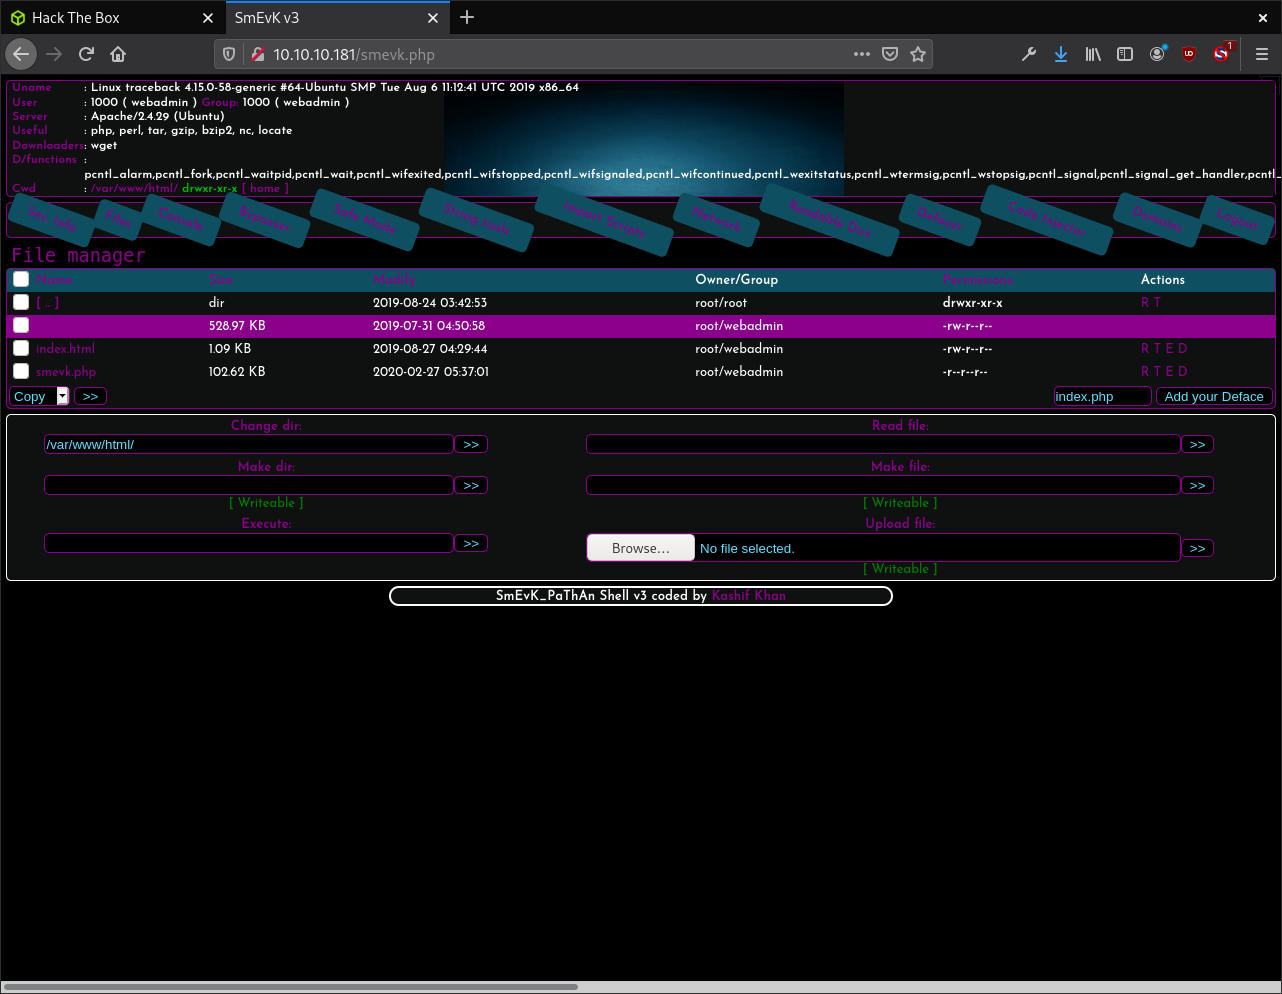 Hack The Box
SmEvK v3
10.10.10.181/smevk.php
1
Uname : Linux traceback 4.15.0-58-generic #64-Ubuntu SMP Tue Aug 6 11:12:41 UTC 2019 x86_64
User : 1000 ( webadmin ) Group: 1000 ( webadmin )
Server : Apache/2.4.29 (Ubuntu)
Useful : php, perl, tar, gzip, bzip2, nc, locate
Downloaders: wget
D/functions :
pcntl_alarm,pcntl_fork,pcntl_waitpid,pcntl_wait,pcntl_wifexited,pcntl_wifstopped,pcntl_wifsignaled,pcntl_wifcontinued,pcntl_wexitstatus,pcntl_wtermsig,pcntl_wstopsig,pcntl_signal,pcntl_signal_get_handler,pcntl_
Cwd : /var/www/html/ drwxr-xr-x [ home ]
Sec. Info Files Console Bypasser Safe Mode String tools Import Scripts Network Readable Dirs Defacer Code Injector Domains Logout
File manager
Name Size Modify Owner/Group Permissions Actions
[ .. ] dir 2019-08-24 03:42:53 root/root drwxr-xr-x R T
528.97 KB 2019-07-31 04:50:58 root/webadmin -rw-r--r--
index.html 1.09 KB 2019-08-27 04:29:44 root/webadmin -rw-r--r-- R T E D
smevk.php 102.62 KB 2020-02-27 05:37:01 root/webadmin -r--r--r-- R T E D
Copy >> index.php Add your Deface
Change dir: Read file:
/var/www/html/ >> >>
Make dir: Make file:
>> >>
[ Writeable ] [ Writeable ]
Execute: Upload file:
>> Browse... No file selected. >>
[ Writeable ]
SmEvK_PaThAn Shell v3 coded by Kashif Khan